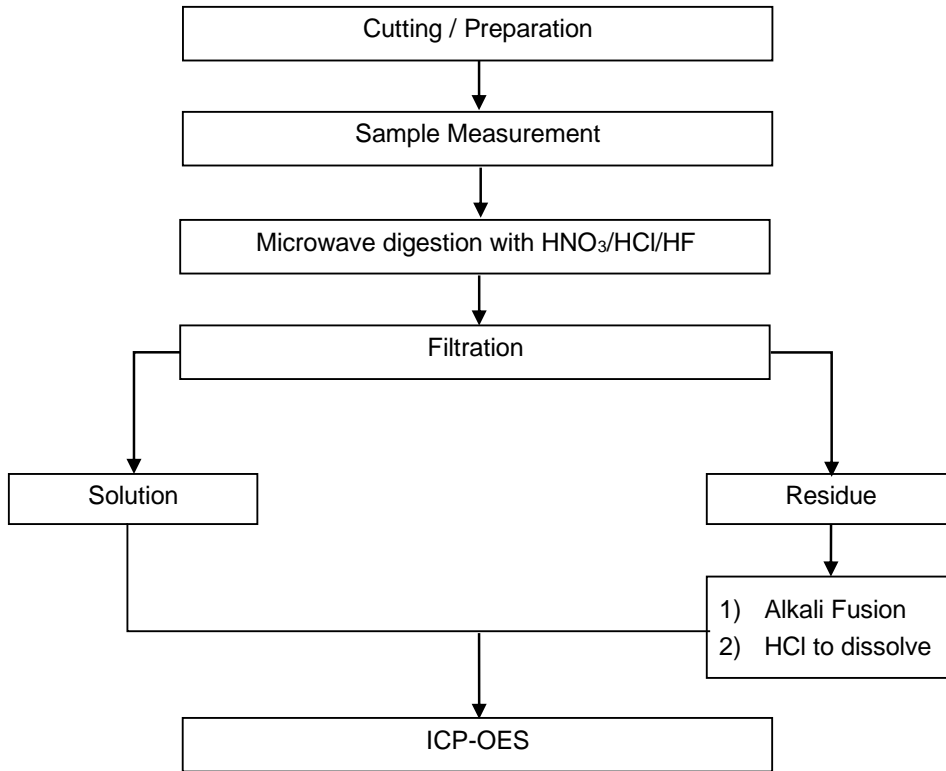 Cutting / Preparation
Sample Measurement
Microwave digestion with HNO₃/HCl/HF
Filtration
Solution
Residue
1) Alkali Fusion
2) HCl to dissolve
ICP-OES